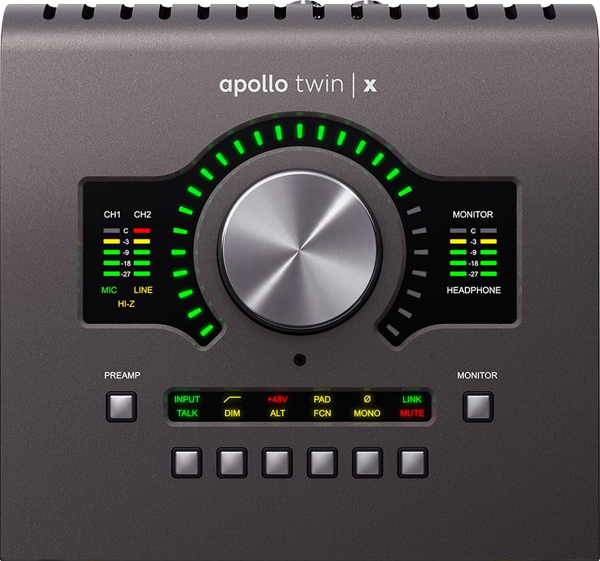 apollo twin | x
CH1 CH2
C
-3
-9
-18
-27
MIC LINE
HI-Z
MONITOR
C
-3
-9
-18
-27
HEADPHONE
PREAMP
MONITOR
INPUT +48V PAD Ø LINK
TALK DIM ALT FCN MONO MUTE